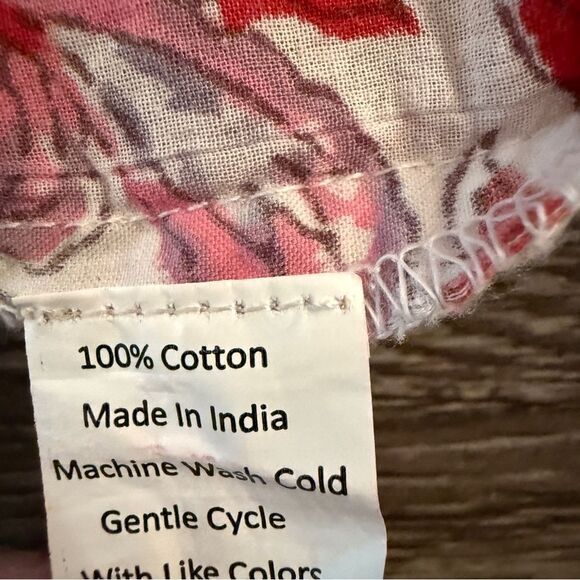 100% Cotton
Made In India
Machine Wash Cold
Gentle Cycle
With Like Colors